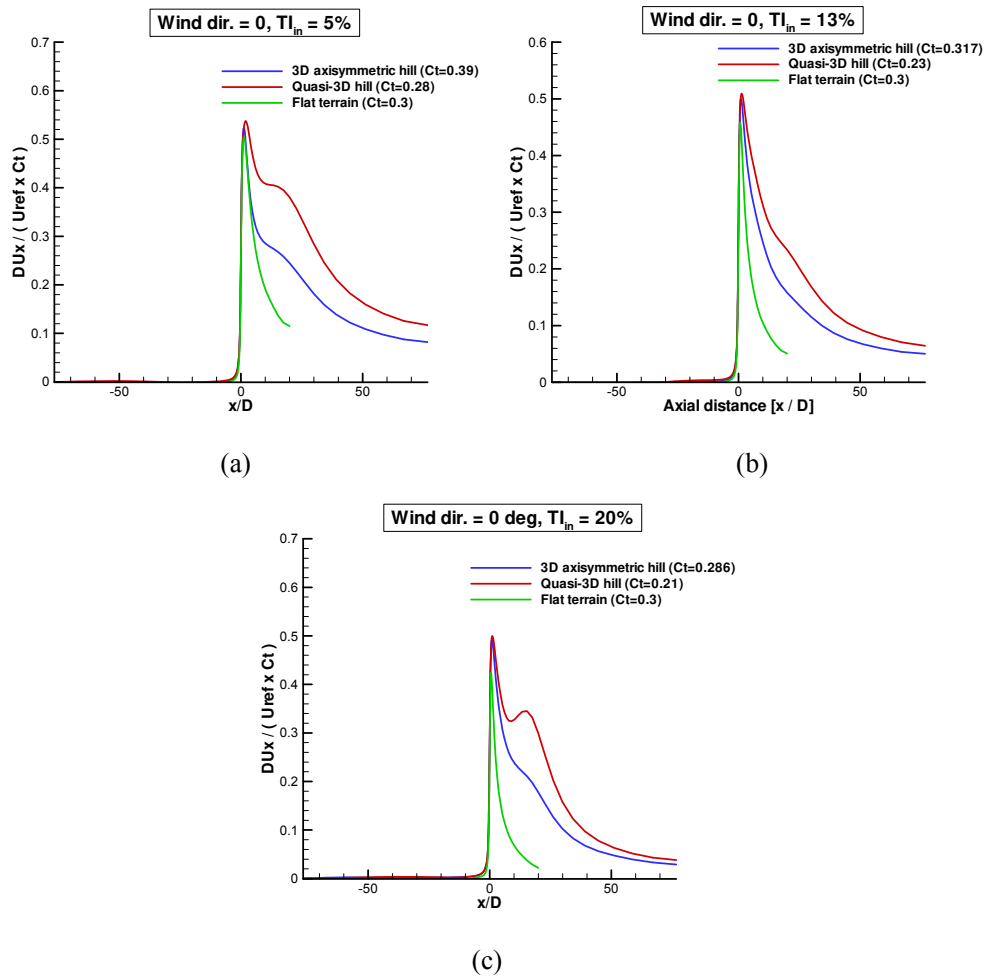 Wind dir. = 0, TI_in = 5%
0.7
0.6
0.5
0.4
0.3
0.2
0.1
0
DUx / ( Uref x Ct )
3D axisymmetric hill (Ct=0.39)
Quasi-3D hill (Ct=0.28)
Flat terrain (Ct=0.3)
-50 0 50
x/D
(a)
Wind dir. = 0, TI_in = 13%
0.6
0.5
0.4
0.3
0.2
0.1
0
DUx / ( Uref x Ct )
3D axisymmetric hill (Ct=0.317)
Quasi-3D hill (Ct=0.23)
Flat terrain (Ct=0.3)
-50 0 50
Axial distance [x / D]
(b)
Wind dir. = 0 deg, TI_in = 20%
0.7
0.6
0.5
0.4
0.3
0.2
0.1
0
DUx / ( Uref x Ct )
3D axisymmetric hill (Ct=0.286)
Quasi-3D hill (Ct=0.21)
Flat terrain (Ct=0.3)
-50 0 50
x/D
(c)